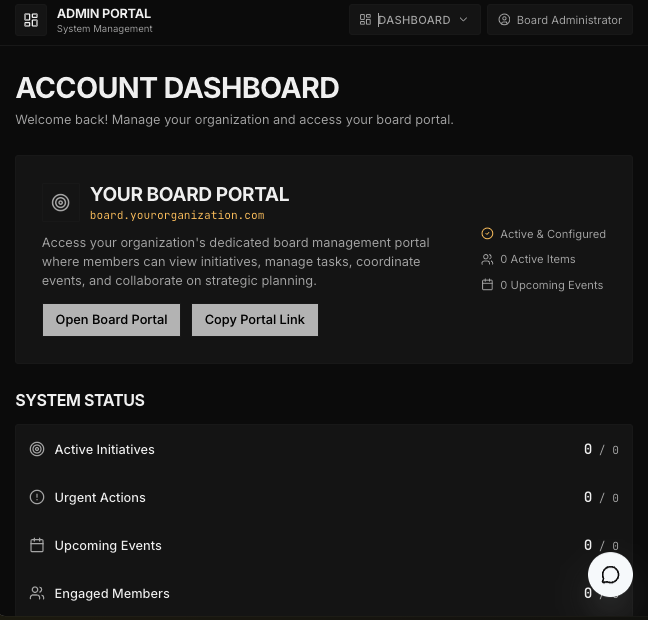 ADMIN PORTAL
System Management
DASHBOARD
Board Administrator
ACCOUNT DASHBOARD
Welcome back! Manage your organization and access your board portal.
YOUR BOARD PORTAL
board.yourorganization.com
Access your organization's dedicated board management portal
where members can view initiatives, manage tasks, coordinate
events, and collaborate on strategic planning.
Open Board Portal
Copy Portal Link
Active & Configured
0 Active Items
0 Upcoming Events
SYSTEM STATUS
Active Initiatives
0 / 0
Urgent Actions
0 / 0
Upcoming Events
0 / 0
Engaged Members
0 /